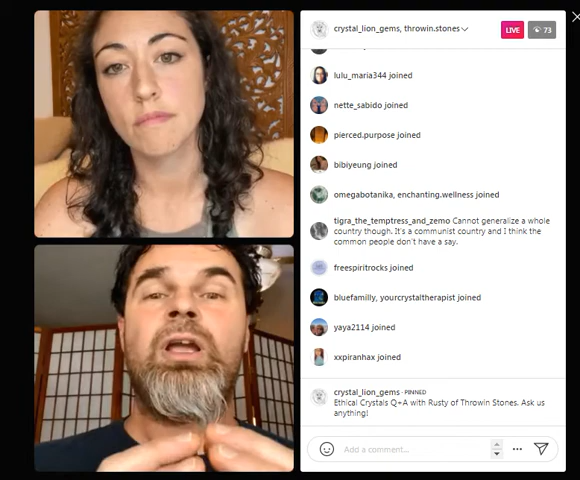 crystal_lion_gems, throwin.stones
LIVE
73
lulu_maria344 joined
nette_sabido joined
pierced.purpose joined
bibiyeung joined
omegabotanika, enchanting.wellness joined
tigra_the_temptress_and_zemo Cannot generalize a whole
country though. It's a communist country and I think the
common people don't have a say.
freespiritrocks joined
bluefamilly, yourcrystaltherapist joined
yaya2114 joined
xxpiranhax joined
crystal_lion_gems · PINNED
Ethical Crystals Q+A with Rusty of Throwin Stones. Ask us
anything!
Add a comment...